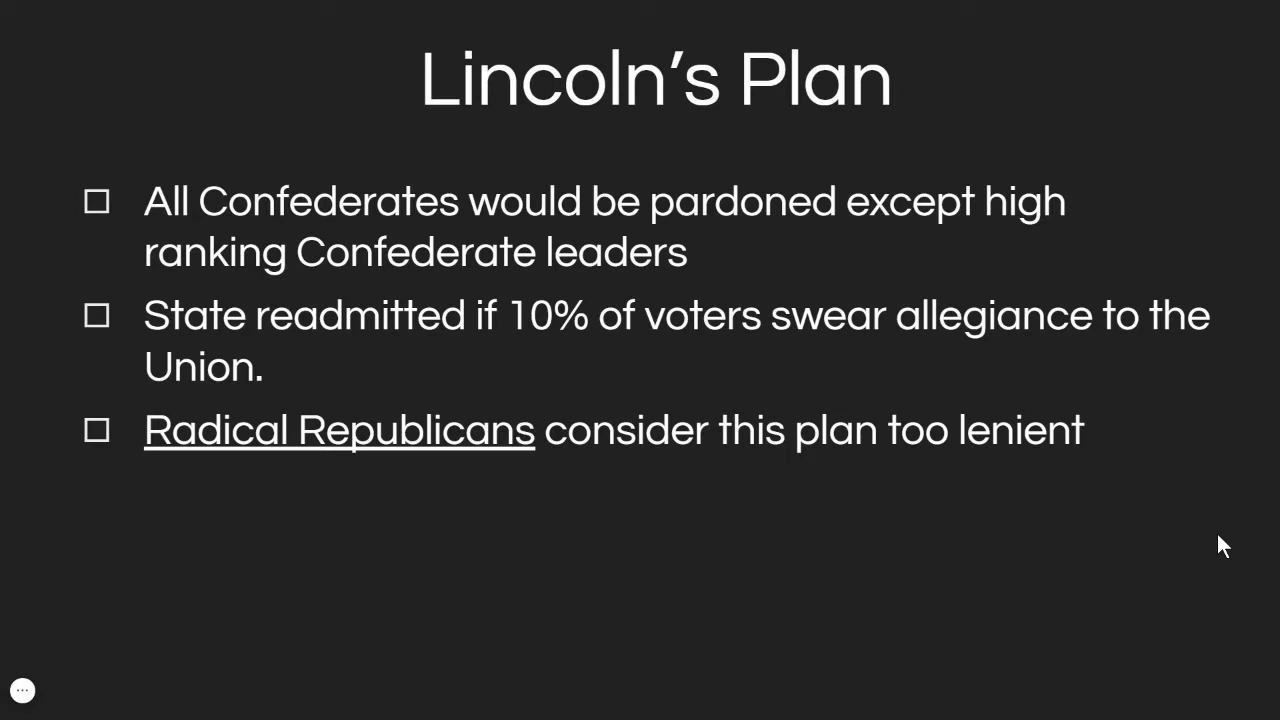 Lincoln’s Plan
All Confederates would be pardoned except high
ranking Confederate leaders
State readmitted if 10% of voters swear allegiance to the
Union.
Radical Republicans consider this plan too lenient